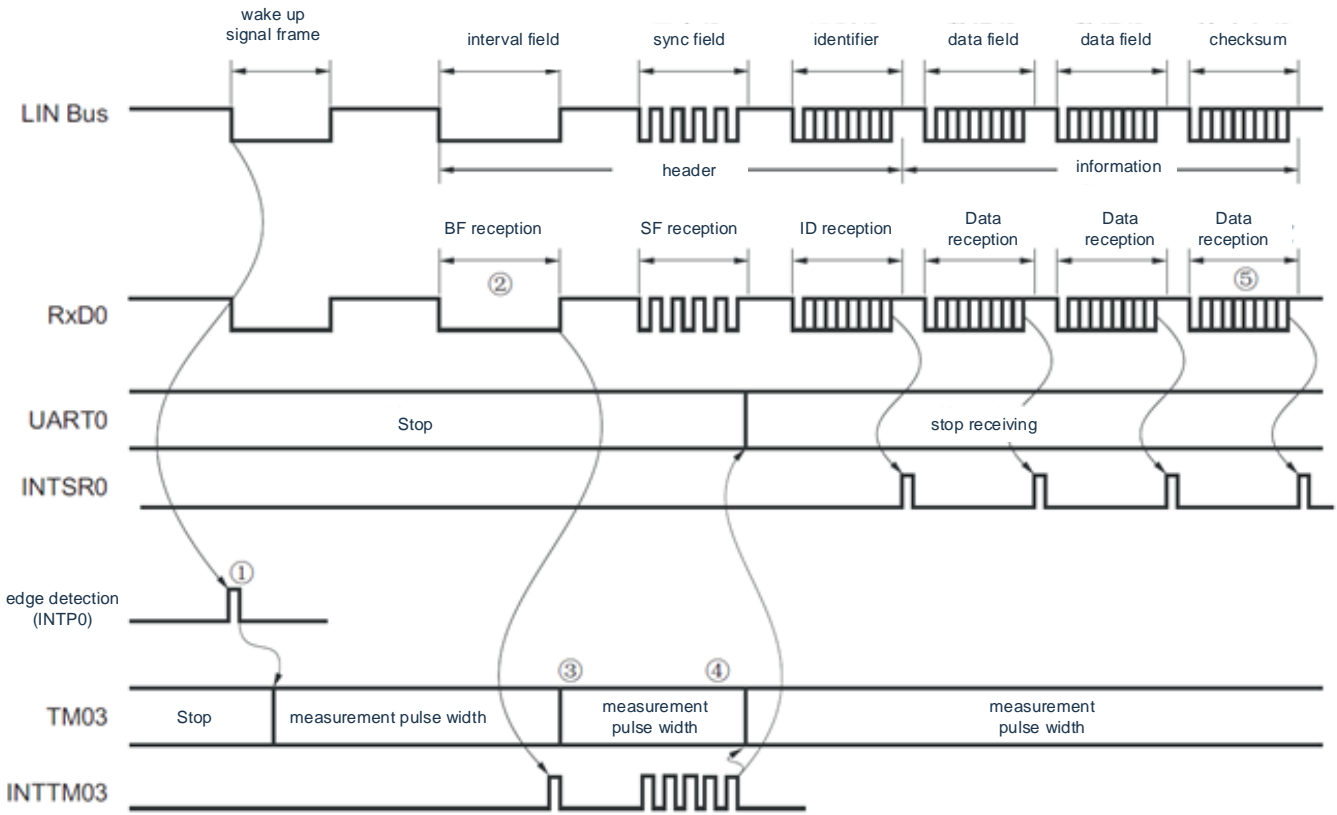 wake up
signal frame
interval field
sync field
identifier
data field
data field
checksum
LIN Bus
header
information
BF reception
SF reception
ID reception
Data
reception
Data
reception
Data
reception
②
⑤
RxD0
UART0
Stop
stop receiving
INTSR0
①
edge detection
(INTP0)
③
④
TM03
Stop
measurement pulse width
measurement
pulse width
measurement
pulse width
INTTM03